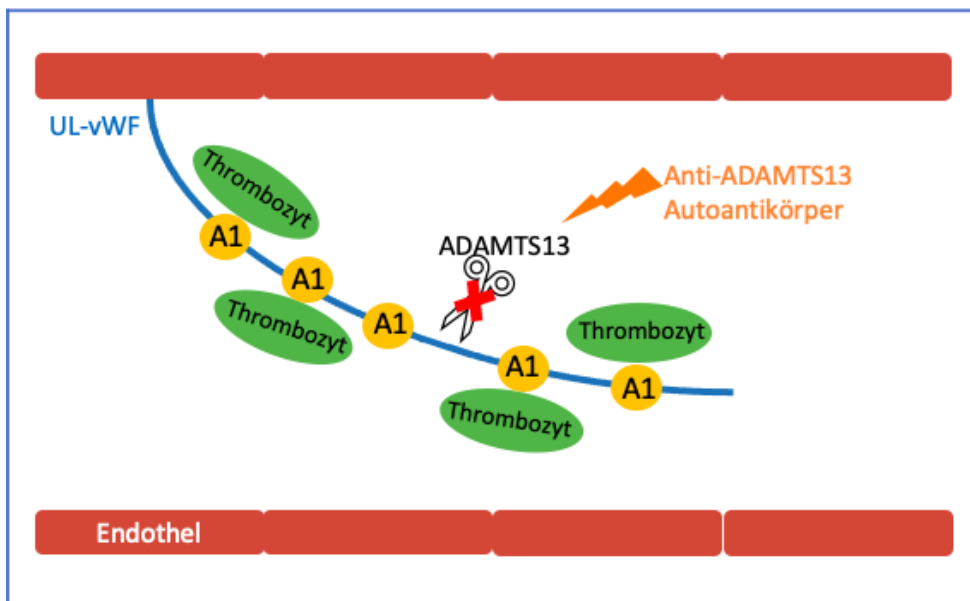 UL-vWF
Thrombozyt
A1
Thrombozyt
A1
A1
ADAMTS13
Anti-ADAMTS13
Autoantikörper
A1
Thrombozyt
Thrombozyt
A1
Endothel